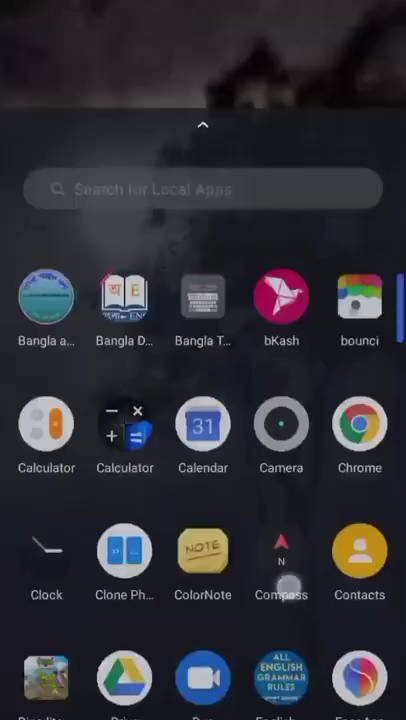 Search for Local Apps
Bangla a... Bangla D... Bangla T... bKash bounci
31
Calculator Calculator Calendar Camera Chrome
NOTE
N
Clock Clone Ph... ColorNote Compass Contacts
ALL
ENGLISH
GRAMMAR
RULES